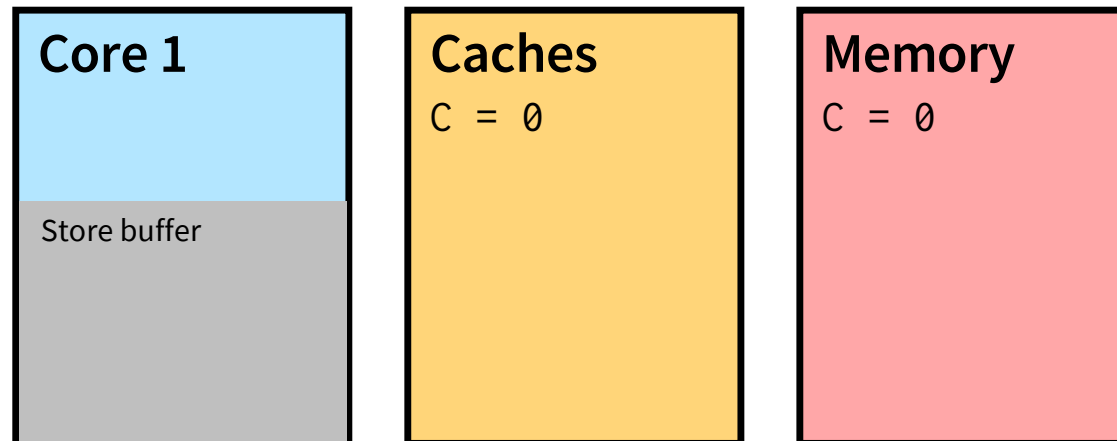 Core 1
Store buffer
Caches
C = 0
Memory
C = 0